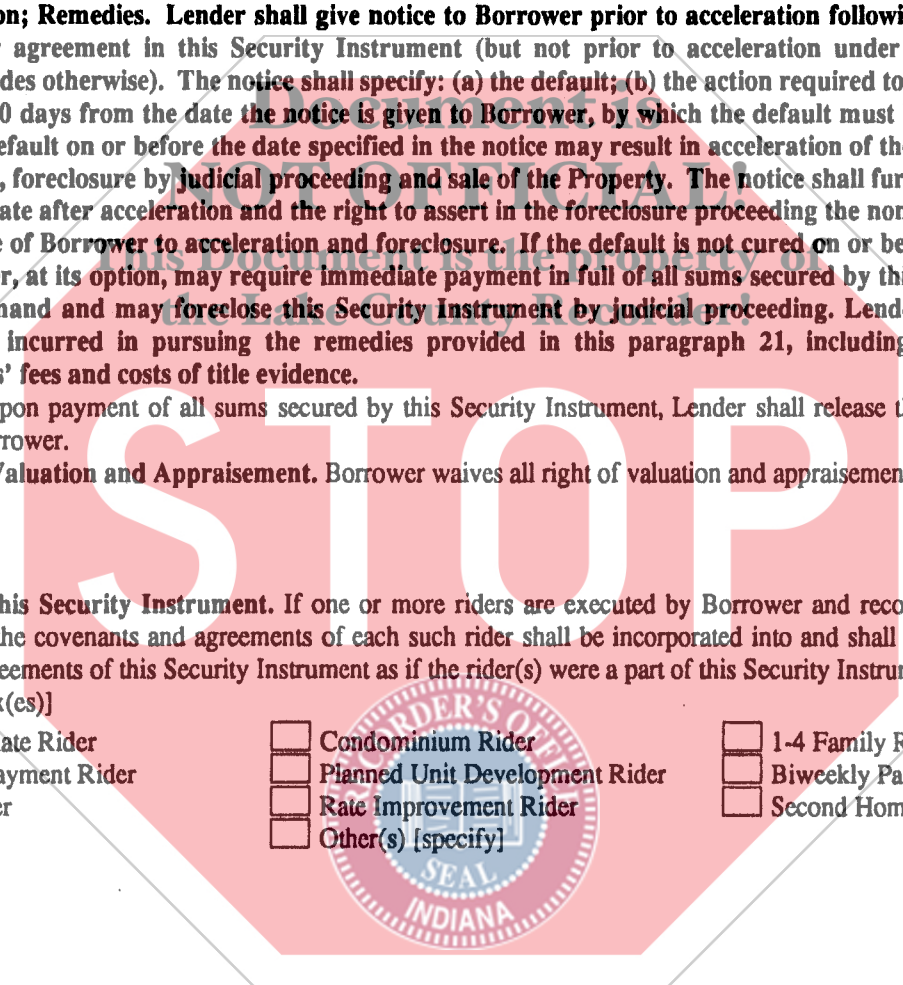 on; Remedies. Lender shall give notice to Borrower prior to acceleration followi
agreement in this Security Instrument (but not prior to acceleration under
des otherwise). The notice shall specify: (a) the default; (b) the action required to
0 days from the date the notice is given to Borrower, by which the default must
efault on or before the date specified in the notice may result in acceleration of th
, foreclosure by judicial proceeding and sale of the Property. The notice shall fur
ate after acceleration and the right to assert in the foreclosure proceeding the non
e of Borrower to acceleration and foreclosure. If the default is not cured on or be
r, at its option, may require immediate payment in full of all sums secured by thi
nand and may foreclose this Security Instrument by judicial proceeding. Lend
incurred in pursuing the remedies provided in this paragraph 21, including
s' fees and costs of title evidence.
pon payment of all sums secured by this Security Instrument, Lender shall release t
rrower.
Valuation and Appraisement. Borrower waives all right of valuation and appraisemen
his Security Instrument. If one or more riders are executed by Borrower and reco
he covenants and agreements of each such rider shall be incorporated into and shall
eements of this Security Instrument as if the rider(s) were a part of this Security Instru
x(es)]
ate Rider Condominium Rider 1-4 Family R
ayment Rider Planned Unit Development Rider Biweekly Pa
er Rate Improvement Rider Second Hom
Other(s) [specify]
Document is
NOT OFFICIAL!
This Document is the property of
the Lake County Recorder!
STOP
RECORDER'S OFFICE
SEAL
INDIANA